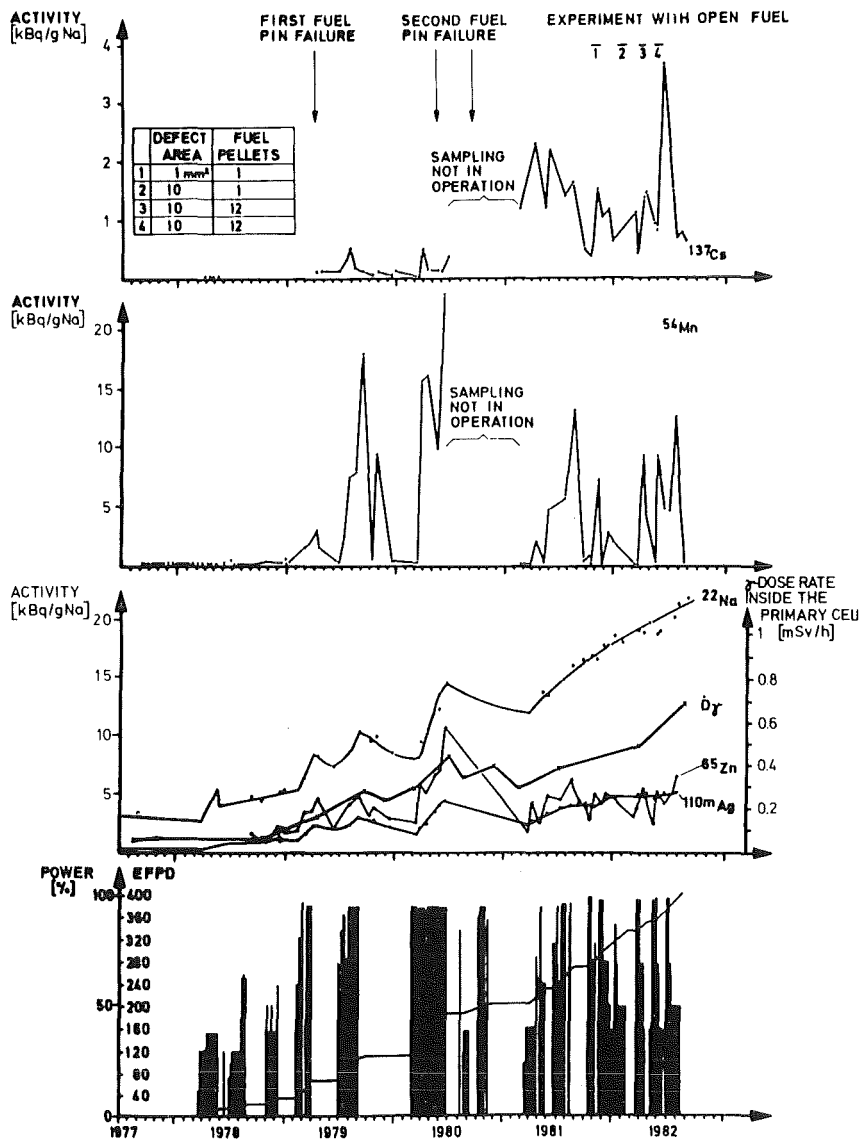 ACTIVITY
[kBq/g Na]
FIRST FUEL
PIN FAILURE
SECOND FUEL
PIN FAILURE
EXPERIMENT WITH OPEN FUEL
1 2 3 4
4
3
2
1
DEFECT AREA FUEL PELLETS
1 1 mm² 1
2 10 1
3 10 12
4 10 12
SAMPLING
NOT IN
OPERATION
137Cs
ACTIVITY
[kBq/gNa]
20
15
10
5
54Mn
SAMPLING
NOT IN
OPERATION
ACTIVITY
[kBq/gNa]
20
15
10
5
22Na
γ-DOSE RATE
INSIDE THE
PRIMARY CELL
[mSv/h]
1
0.8
0.6
0.4
0.2
Ḋγ
65Zn
110mAg
POWER
[%]
EFPD
100 400
360
320
280
240
50 200
160
120
80
40
0 0
1977 1978 1979 1980 1981 1982